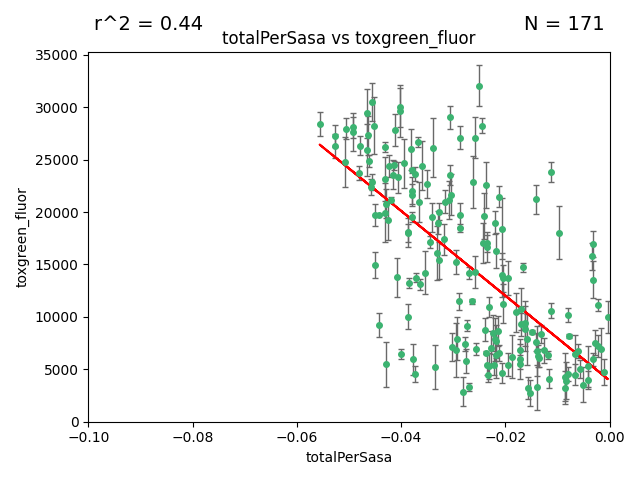 r^2 = 0.44
N = 171
totalPerSasa vs toxgreen_fluor
35000
30000
25000
20000
15000
10000
5000
0
toxgreen_fluor
−0.10
−0.08
−0.06
−0.04
−0.02
0.00
totalPerSasa